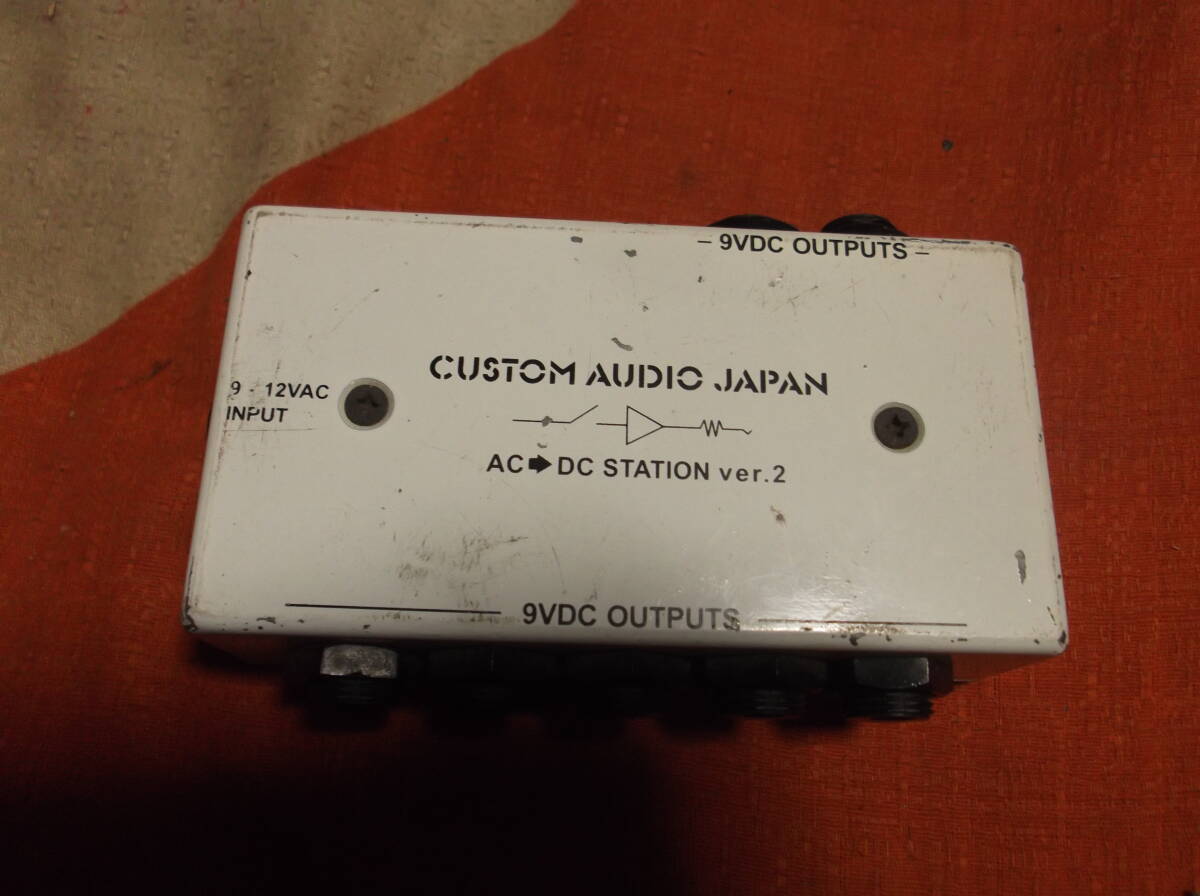 – 9VDC OUTPUTS –
CUSTOM AUDIO JAPAN
9 - 12VAC
INPUT
AC➡DC STATION ver.2
9VDC OUTPUTS